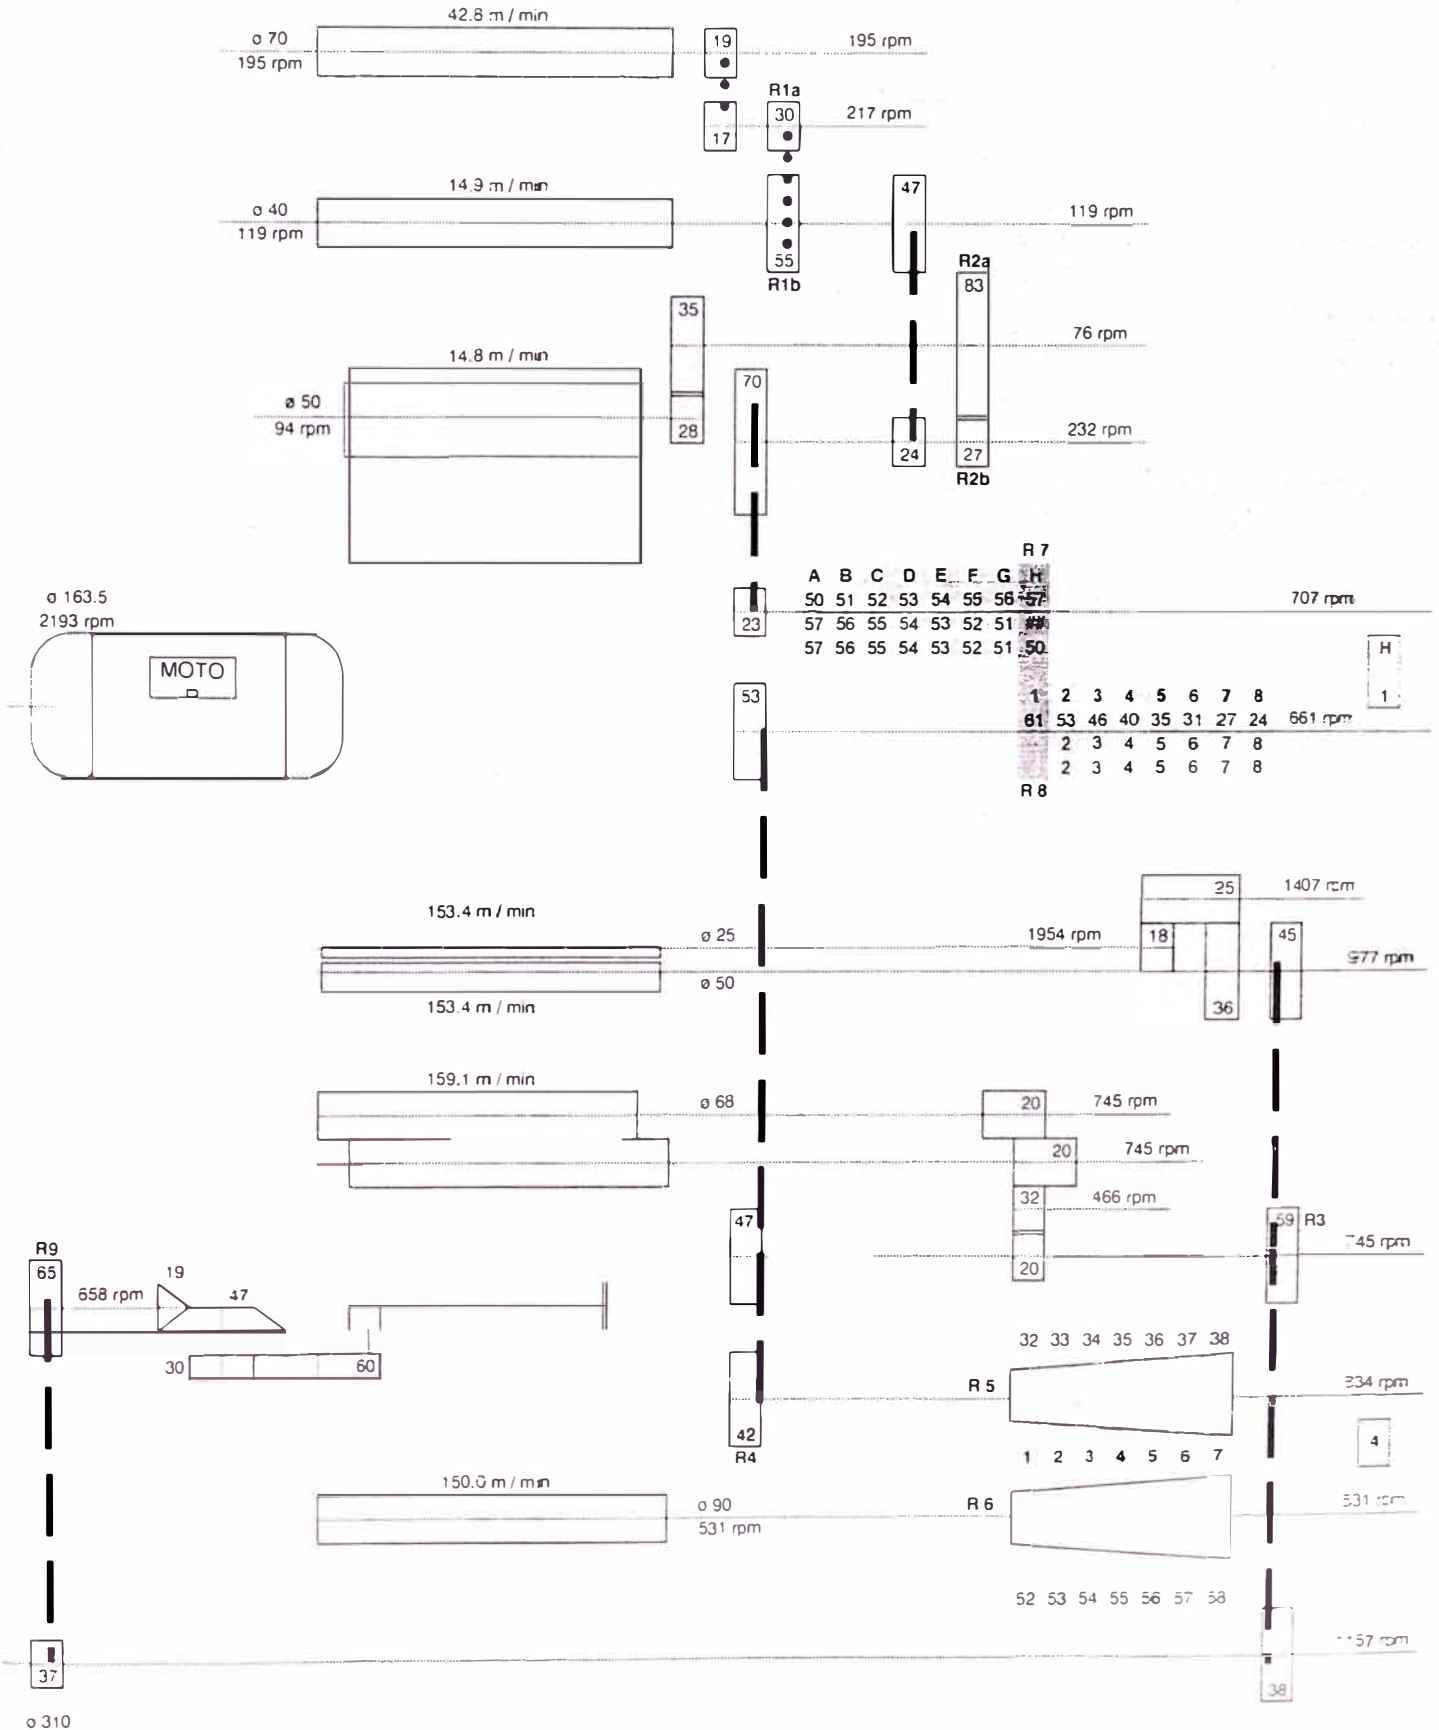 42.8 m / min
ø 70
195 rpm
19
195 rpm
R1a
30
217 rpm
17
14.9 m / min
47
ø 40
119 rpm
119 rpm
55
R1b
R2a
83
35
76 rpm
14.8 m / min
70
ø 50
94 rpm
28
232 rpm
24
27
R2b
R 7
A B C D E F G H
ø 163.5
50 51 52 53 54 55 56 57
707 rpm
2193 rpm
23
57 56 55 54 53 52 51 ##
57 56 55 54 53 52 51 50
H
MOTO
53
1 2 3 4 5 6 7 8
1
61 53 46 40 35 31 27 24
661 rpm
2 3 4 5 6 7 8
2 3 4 5 6 7 8
R 8
25
1407 rpm
153.4 m / min
ø 25
1954 rpm
18
45
977 rpm
ø 50
153.4 m / min
36
159.1 m / min
ø 68
20
745 rpm
20
745 rpm
32
466 rpm
47
59
R3
45 rpm
R9
65
20
19
658 rpm
47
32 33 34 35 36 37 38
30
60
R 5
334 rpm
42
R4
1 2 3 4 5 6 7
4
150.0 m / min
ø 90
R 6
531 rpm
531 rpm
52 53 54 55 56 57 58
57 rpm
37
38
ø 310